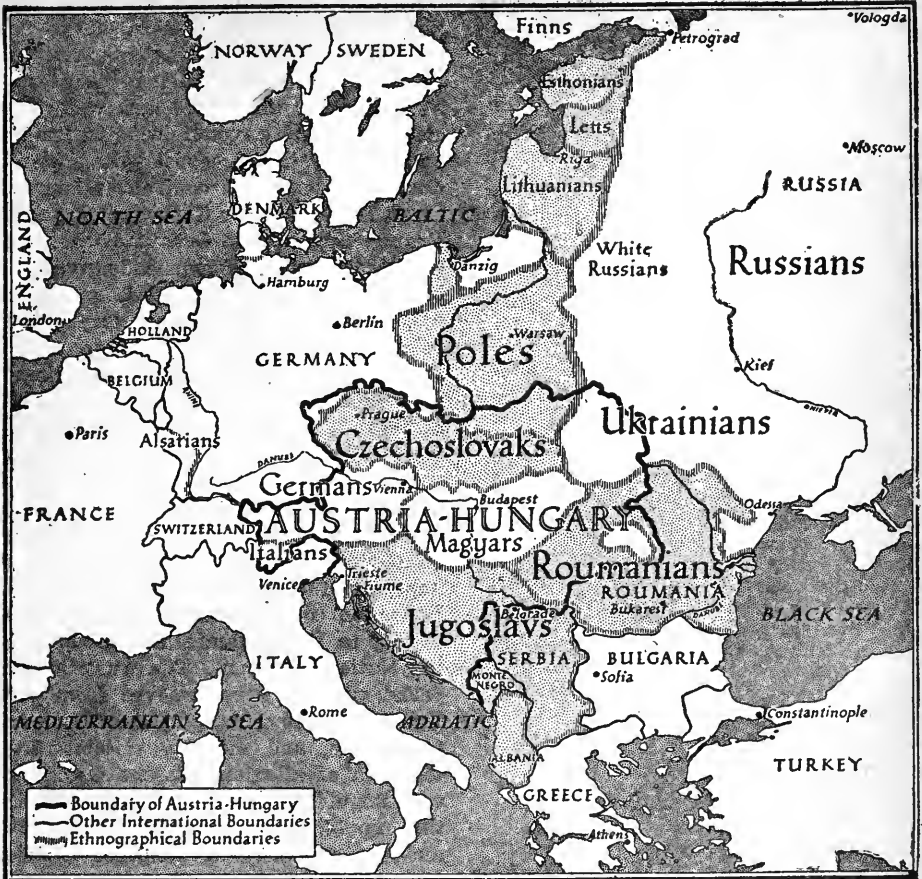 Finns
Vologda
Petrograd
NORWAY
SWEDEN
Esthonians
Letts
Moscow
Riga
RUSSIA
Lithuanians
NORTH SEA
DENMARK
BALTIC
ENGLAND
White
Russians
Russians
Danzig
Hamburg
London
Berlin
HOLLAND
Warsaw
GERMANY
Poles
Kief
BELGIUM
RHINE
DNIEPER
Prague
Ukrainians
Paris
Alsatians
Czechoslovaks
DANUBE
Germans
Vienna
Budapest
Odessa
FRANCE
SWITZERLAND
AUSTRIA-HUNGARY
Magyars
Italians
Roumanians
Venice
Trieste
Fiume
ROUMANIA
Bukarest
DANUBE
BLACK SEA
Belgrade
Jugoslavs
SERBIA
BULGARIA
ITALY
MONTE
NEGRO
Sofia
Rome
MEDITERRANEAN SEA
ADRIATIC
Constantinople
ALBANIA
TURKEY
GREECE
Athens
Boundary of Austria-Hungary
Other International Boundaries
Ethnographical Boundaries